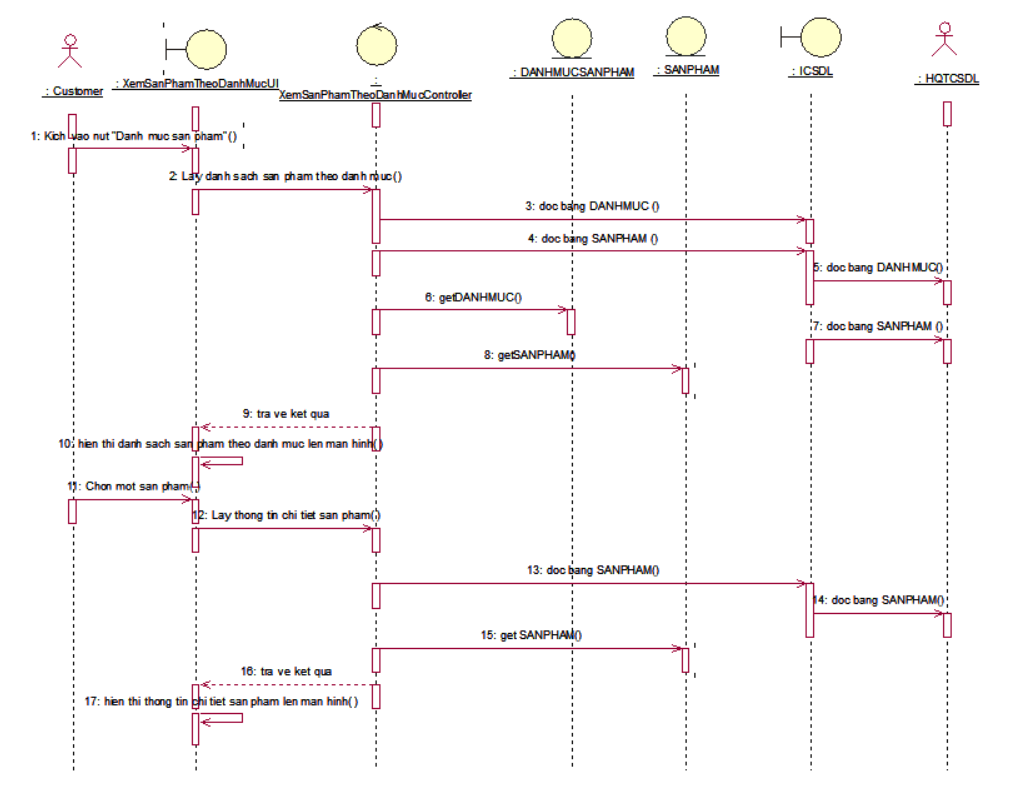 : Customer
: XemSanPhamTheoDanhMucUI
:
XemSanPhamTheoDanhMucController
: DANHMUCSANPHAM
: SANPHAM
: ICSDL
: HQTCSDL
1: Kich vao nut "Danh muc san pham"()
2: Lay danh sach san pham theo danh muc()
3: doc bang DANHMUC ()
4: doc bang SANPHAM ()
5: doc bang DANHMUC()
6: getDANHMUC()
7: doc bang SANPHAM ()
8: getSANPHAM()
9: tra ve ket qua
10: hien thi danh sach san pham theo danh muc len man hinh()
11: Chon mot san pham()
12: Lay thong tin chi tiet san pham()
13: doc bang SANPHAM()
14: doc bang SANPHAM()
15: get SANPHAM()
16: tra ve ket qua
17: hien thi thong tin chi tiet san pham len man hinh()